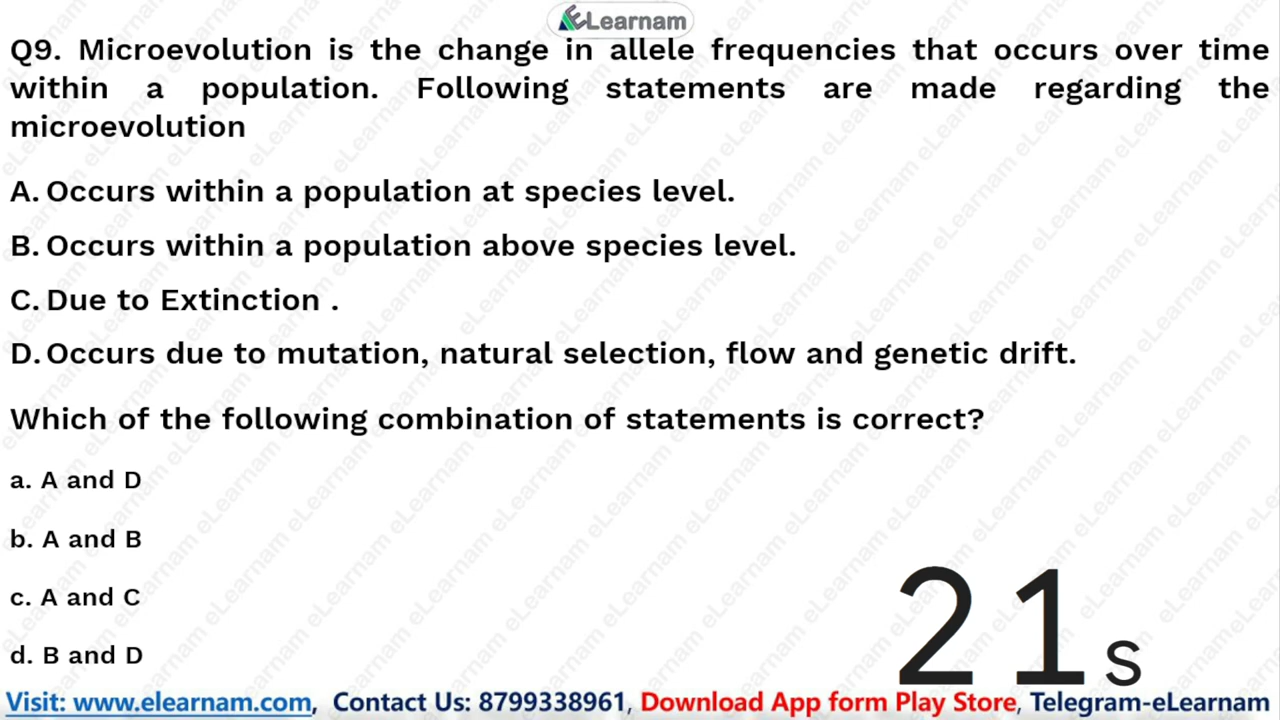 eLearnam
Q9. Microevolution is the change in allele frequencies that occurs over time
within a population. Following statements are made regarding the
microevolution
A. Occurs within a population at species level.
B. Occurs within a population above species level.
C. Due to Extinction .
D. Occurs due to mutation, natural selection, flow and genetic drift.
Which of the following combination of statements is correct?
a. A and D
b. A and B
c. A and C
d. B and D
21s
Visit: www.elearnam.com, Contact Us: 8799338961, Download App form Play Store, Telegram-eLearnam